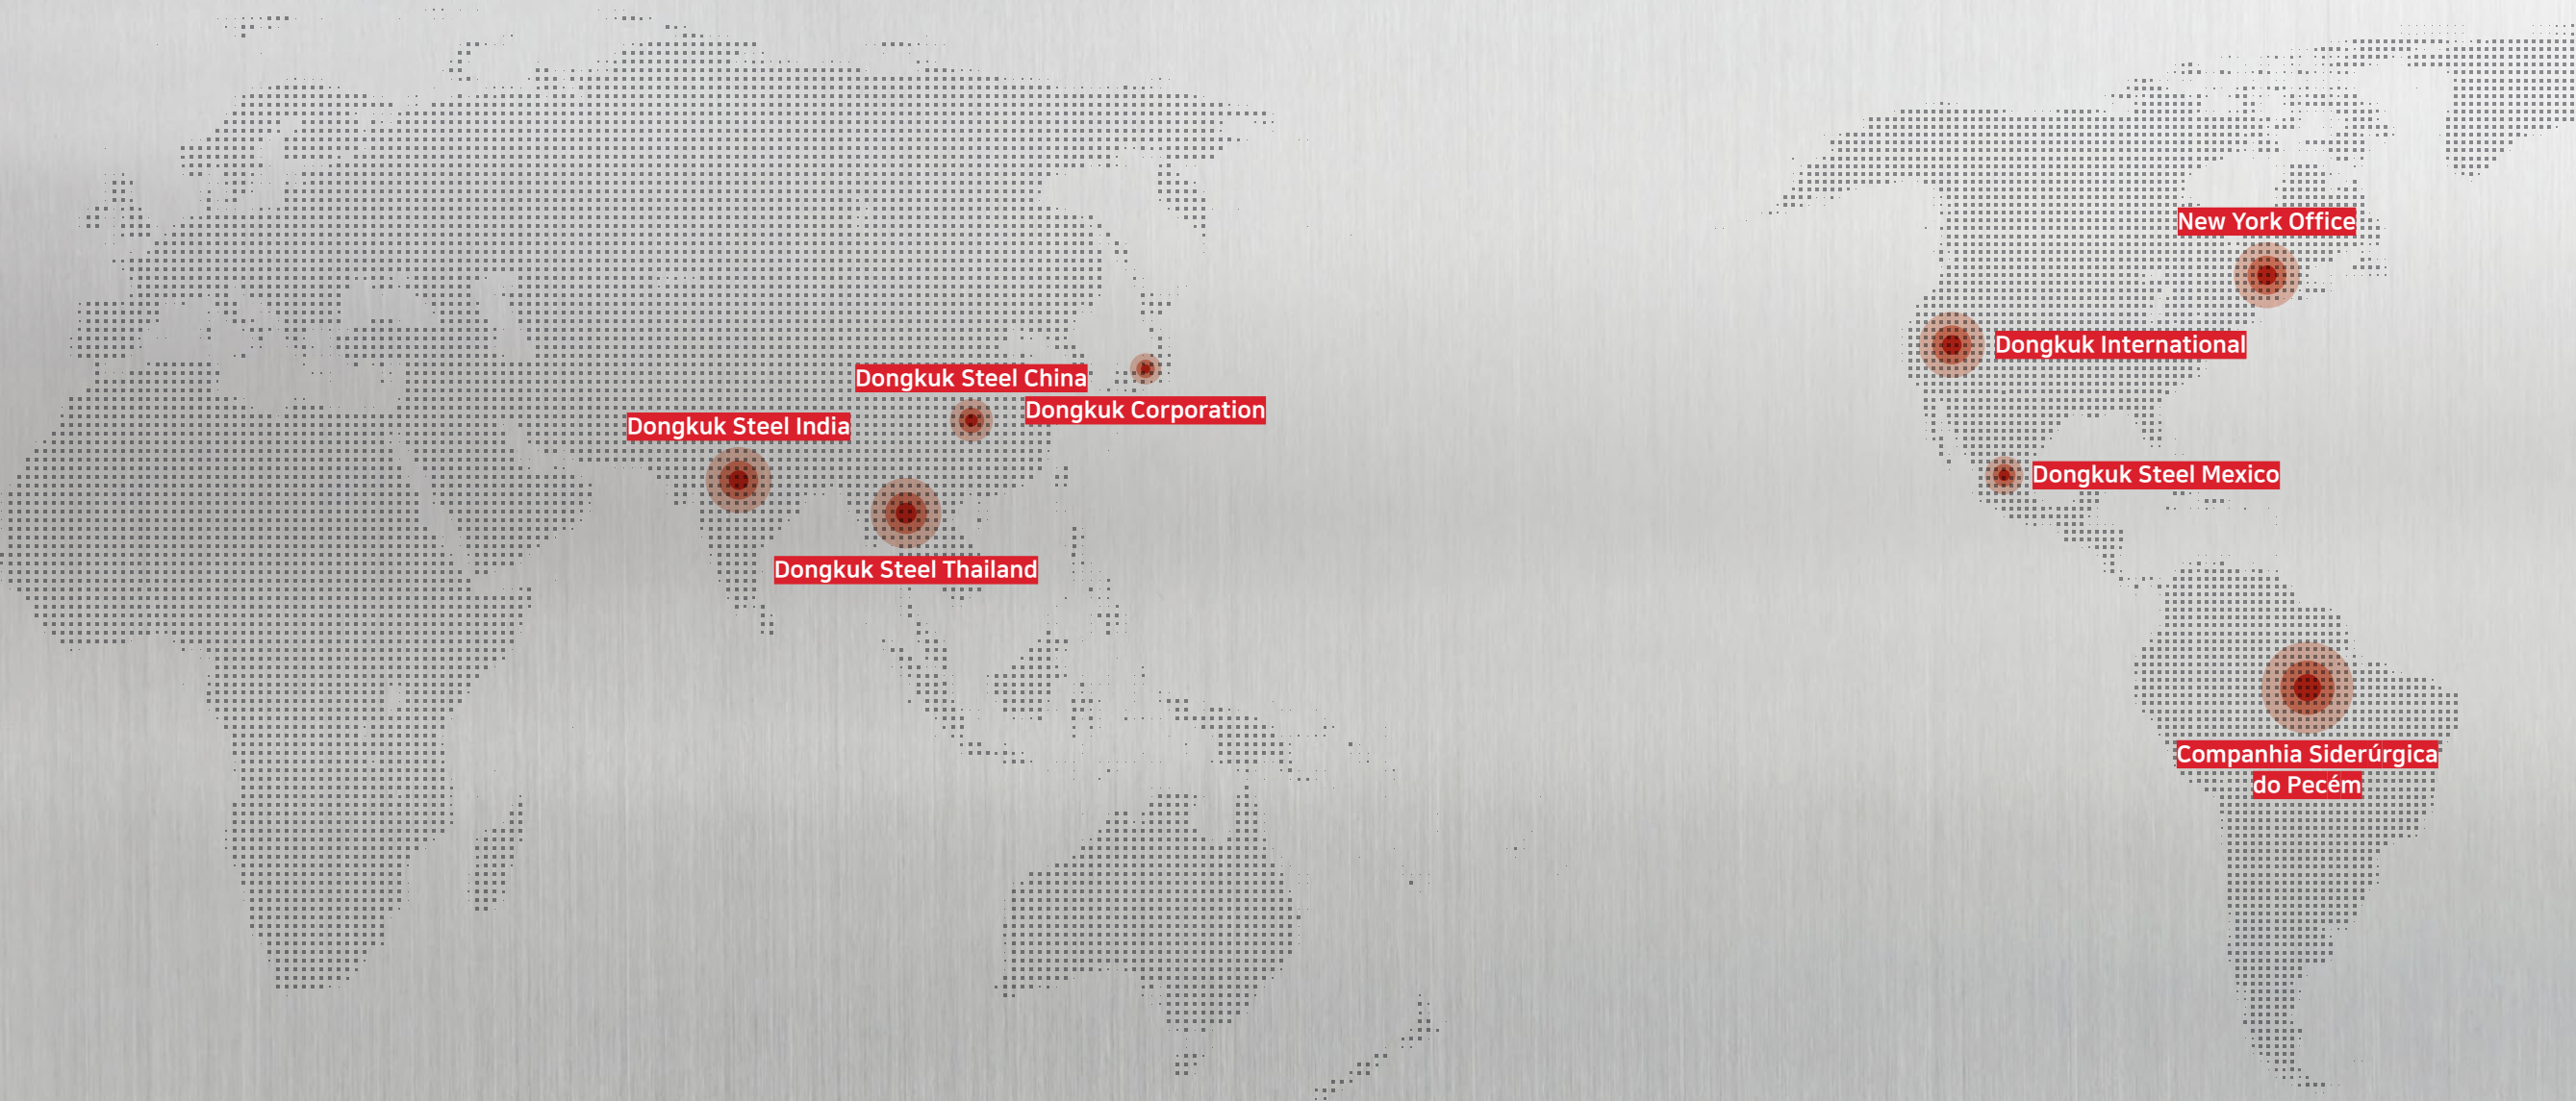 New York Office
Dongkuk International
Dongkuk Steel China
Dongkuk Corporation
Dongkuk Steel India
Dongkuk Steel Mexico
Dongkuk Steel Thailand
Companhia Siderúrgica
do Pecém